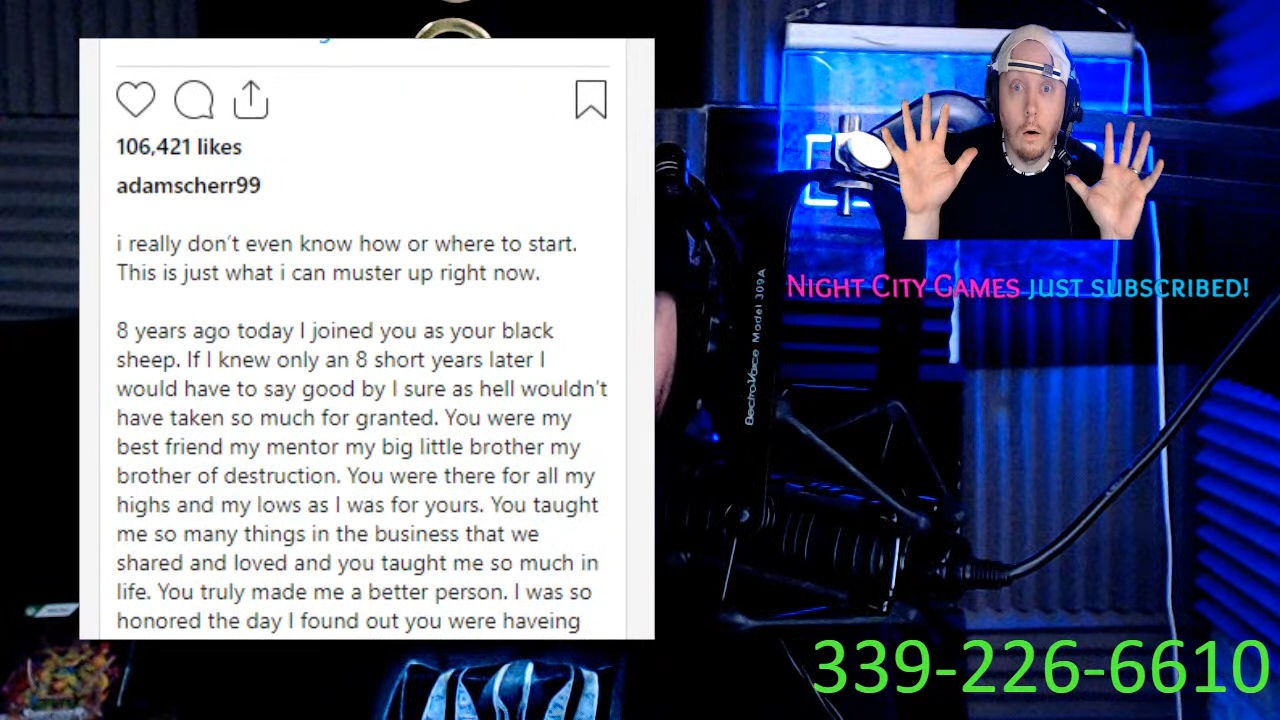 106,421 likes
adamscherr99
i really don't even know how or where to start.
This is just what i can muster up right now.
8 years ago today I joined you as your black
sheep. If I knew only an 8 short years later I
would have to say good by I sure as hell wouldn't
have taken so much for granted. You were my
best friend my mentor my big little brother my
brother of destruction. You were there for all my
highs and my lows as I was for yours. You taught
me so many things in the business that we
shared and loved and you taught me so much in
life. You truly made me a better person. I was so
honored the day I found out you were haveing
Night City Games just subscribed!
Electro-Voice Model 309A
339-226-6610